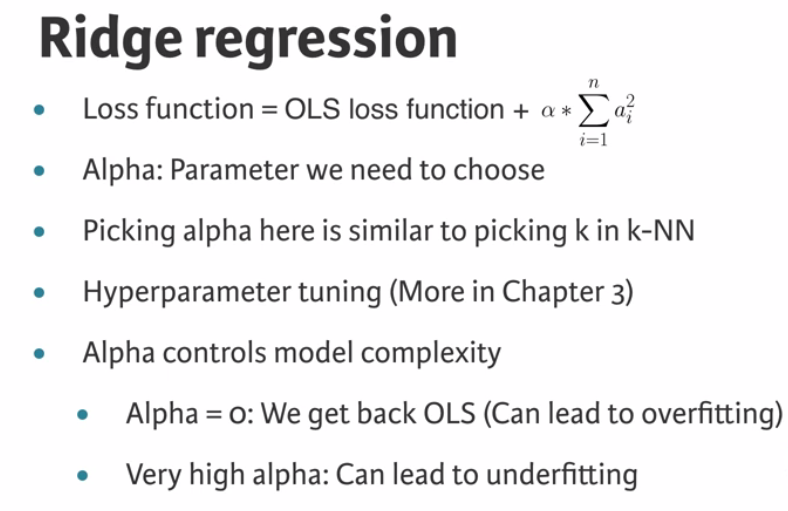 Ridge regression
• Loss function = OLS loss function + α * ∑_{i=1}^{n} a_i^2
• Alpha: Parameter we need to choose
• Picking alpha here is similar to picking k in k-NN
• Hyperparameter tuning (More in Chapter 3)
• Alpha controls model complexity
• Alpha = 0: We get back OLS (Can lead to overfitting)
• Very high alpha: Can lead to underfitting